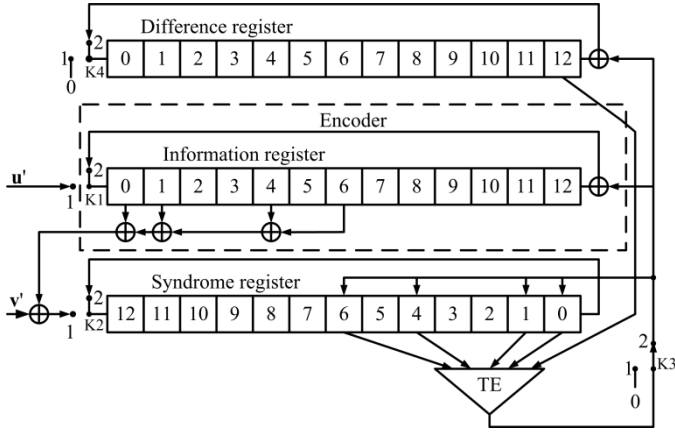 Difference register
2
1
0
K4
0 1 2 3 4 5 6 7 8 9 10 11 12
Encoder
Information register
2
u'
1
K1
0 1 2 3 4 5 6 7 8 9 10 11 12
Syndrome register
2
v'
1
K2
12 11 10 9 8 7 6 5 4 3 2 1 0
2
K3
1
0
TE